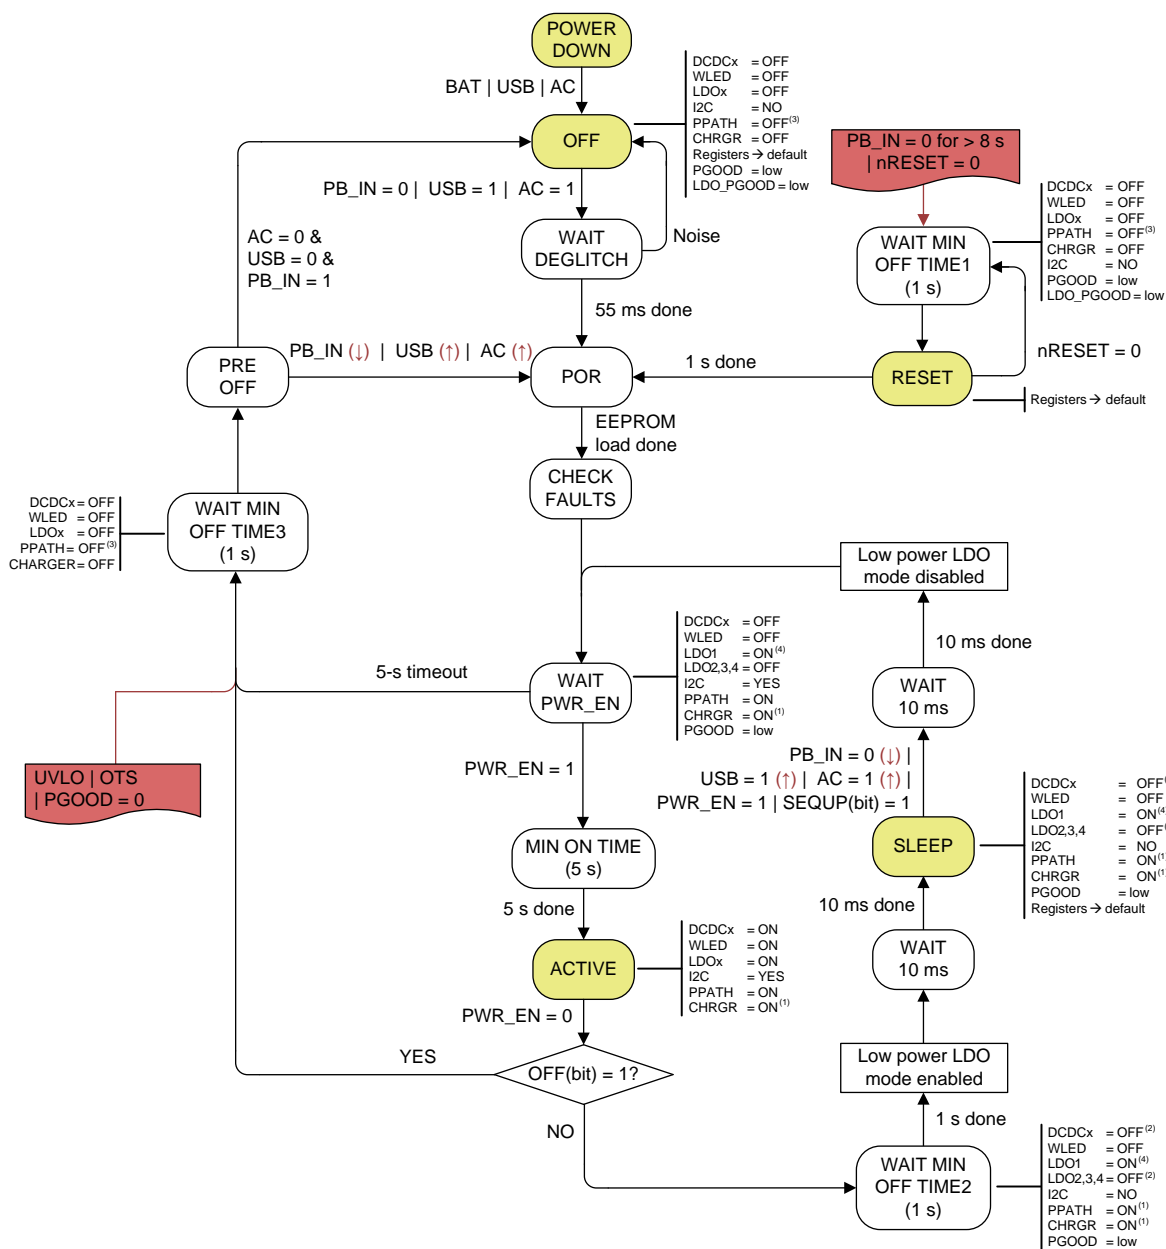 POWER
DOWN
BAT | USB | AC
DCDCx = OFF
WLED = OFF
LDOx = OFF
I2C = NO
PPATH = OFF(3)
CHRGR = OFF
Registers → default
PGOOD = low
LDO_PGOOD = low
OFF
PB_IN = 0 | USB = 1 | AC = 1
WAIT
DEGLITCH
Noise
55 ms done
PB_IN = 0 for > 8 s
| nRESET = 0
DCDCx = OFF
WLED = OFF
LDOx = OFF
PPATH = OFF(3)
CHRGR = OFF
I2C = NO
PGOOD = low
LDO_PGOOD = low
WAIT MIN
OFF TIME1
(1 s)
nRESET = 0
RESET
Registers → default
1 s done
AC = 0 &
USB = 0 &
PB_IN = 1
PRE
OFF
PB_IN (↓) | USB (↑) | AC (↑)
POR
EEPROM
load done
CHECK
FAULTS
DCDCx = OFF
WLED = OFF
LDOx = OFF
PPATH = OFF(3)
CHARGER = OFF
WAIT MIN
OFF TIME3
(1 s)
Low power LDO
mode disabled
10 ms done
WAIT
10 ms
5-s timeout
WAIT
PWR_EN
DCDCx = OFF
WLED = OFF
LDO1 = ON(4)
LDO2,3,4 = OFF
I2C = YES
PPATH = ON
CHRGR = ON(1)
PGOOD = low
UVLO | OTS
| PGOOD = 0
PWR_EN = 1
PB_IN = 0 (↓) |
USB = 1 (↑) | AC = 1 (↑) |
PWR_EN = 1 | SEQUP(bit) = 1
MIN ON TIME
(5 s)
5 s done
SLEEP
DCDCx = OFF(
WLED = OFF
LDO1 = ON(4)
LDO2,3,4 = OFF(
I2C = NO
PPATH = ON(1)
CHRGR = ON(1)
PGOOD = low
Registers → default
10 ms done
WAIT
10 ms
ACTIVE
DCDCx = ON
WLED = ON
LDOx = ON
I2C = YES
PPATH = ON
CHRGR = ON(1)
PWR_EN = 0
YES
OFF(bit) = 1?
NO
Low power LDO
mode enabled
1 s done
WAIT MIN
OFF TIME2
(1 s)
DCDCx = OFF(2)
WLED = OFF
LDO1 = ON(4)
LDO2,3,4 = OFF(2)
I2C = NO
PPATH = ON(1)
CHRGR = ON(1)
PGOOD = low